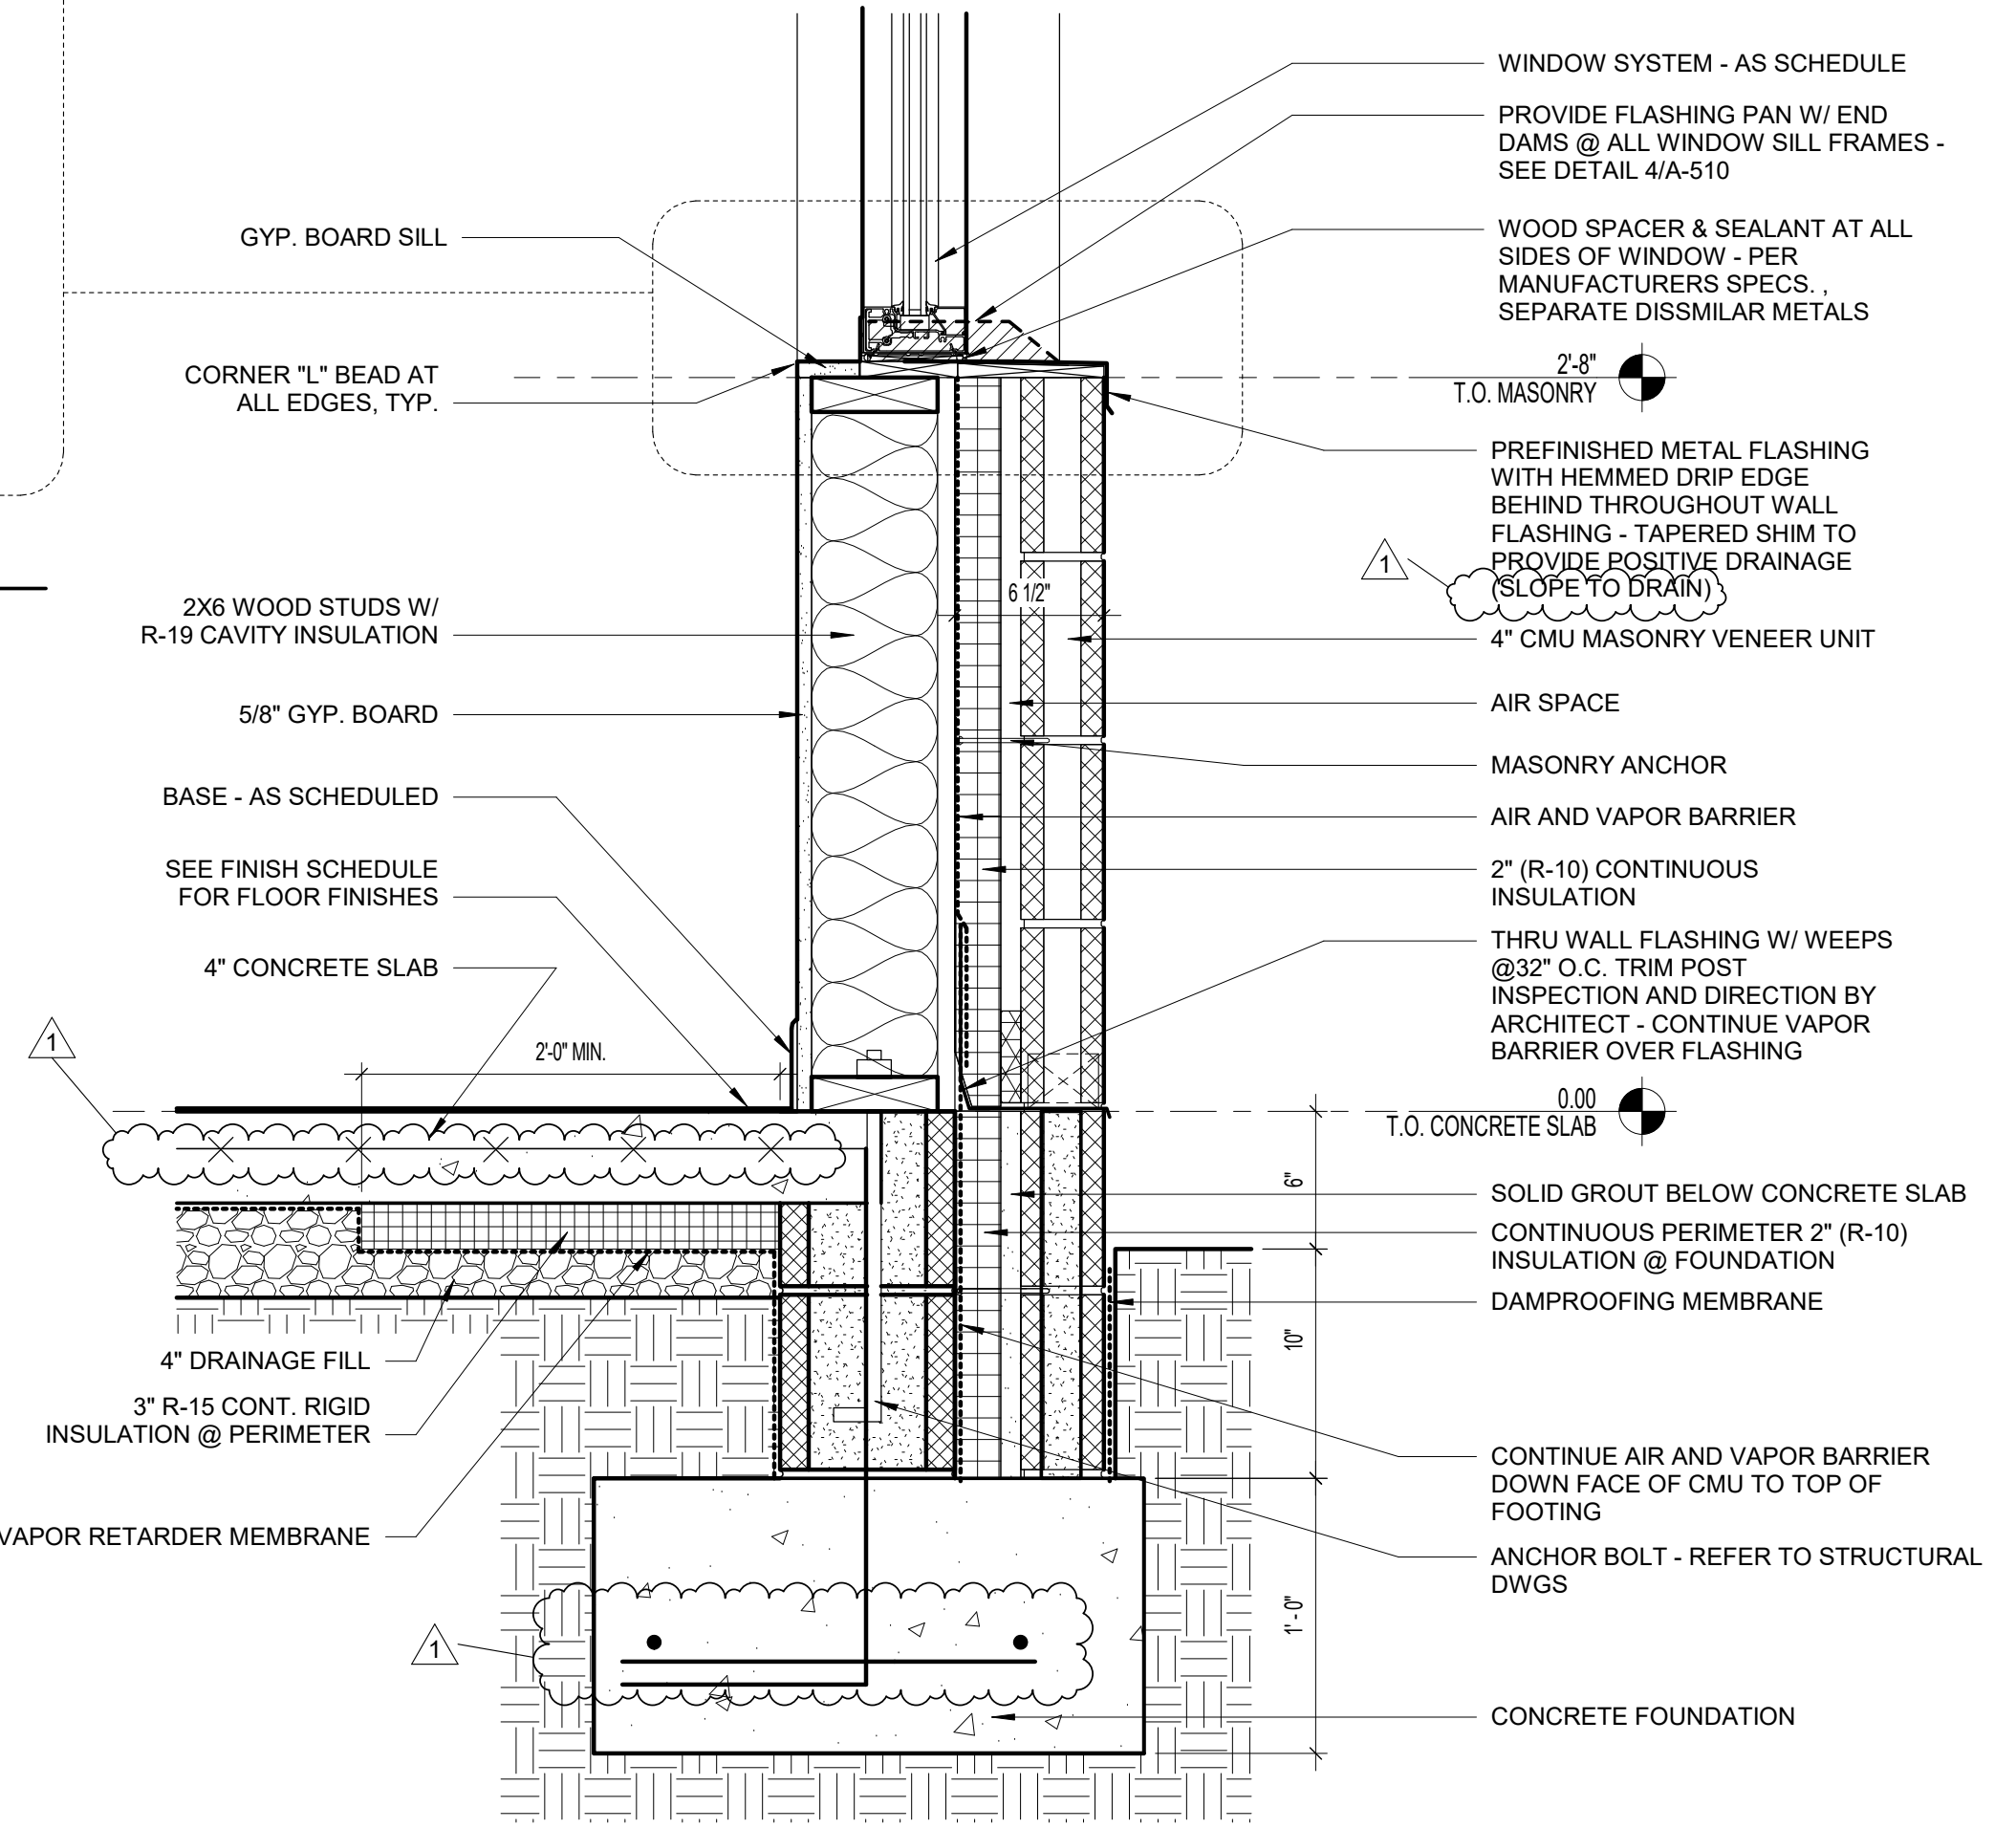 WINDOW SYSTEM - AS SCHEDULE
PROVIDE FLASHING PAN W/ END
DAMS @ ALL WINDOW SILL FRAMES -
SEE DETAIL 4/A-510
WOOD SPACER & SEALANT AT ALL
SIDES OF WINDOW - PER
MANUFACTURERS SPECS. ,
SEPARATE DISSMILAR METALS
2'-8"
T.O. MASONRY
PREFINISHED METAL FLASHING
WITH HEMMED DRIP EDGE
BEHIND THROUGHOUT WALL
FLASHING - TAPERED SHIM TO
PROVIDE POSITIVE DRAINAGE
(SLOPE TO DRAIN)
1
4" CMU MASONRY VENEER UNIT
AIR SPACE
MASONRY ANCHOR
AIR AND VAPOR BARRIER
2" (R-10) CONTINUOUS
INSULATION
THRU WALL FLASHING W/ WEEPS
@32" O.C. TRIM POST
INSPECTION AND DIRECTION BY
ARCHITECT - CONTINUE VAPOR
BARRIER OVER FLASHING
0.00
T.O. CONCRETE SLAB
SOLID GROUT BELOW CONCRETE SLAB
CONTINUOUS PERIMETER 2" (R-10)
INSULATION @ FOUNDATION
DAMPROOFING MEMBRANE
CONTINUE AIR AND VAPOR BARRIER
DOWN FACE OF CMU TO TOP OF
FOOTING
ANCHOR BOLT - REFER TO STRUCTURAL
DWGS
CONCRETE FOUNDATION
6"
10"
1'-0"
6 1/2"
2'-0" MIN.
GYP. BOARD SILL
CORNER "L" BEAD AT
ALL EDGES, TYP.
2X6 WOOD STUDS W/
R-19 CAVITY INSULATION
5/8" GYP. BOARD
BASE - AS SCHEDULED
SEE FINISH SCHEDULE
FOR FLOOR FINISHES
4" CONCRETE SLAB
1
4" DRAINAGE FILL
3" R-15 CONT. RIGID
INSULATION @ PERIMETER
VAPOR RETARDER MEMBRANE
1